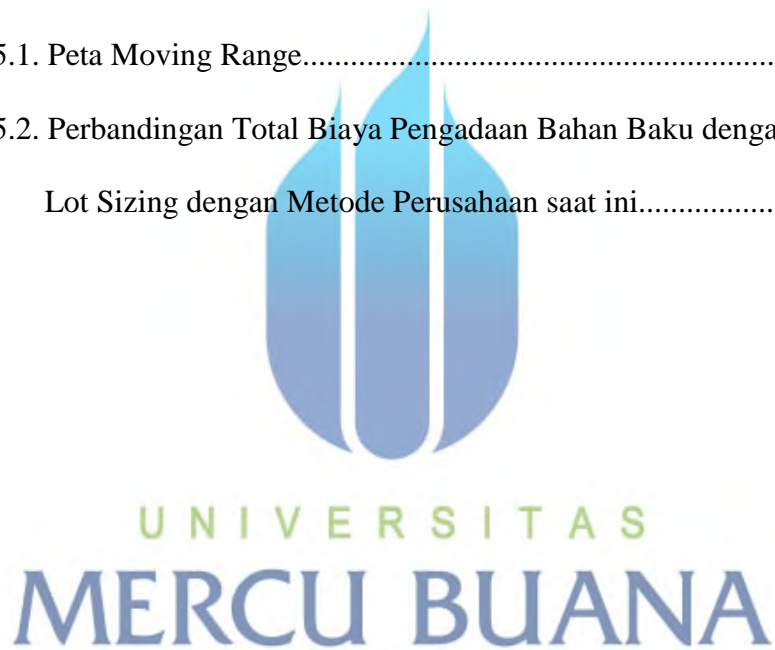 5.1. Peta Moving Range............................................................
5.2. Perbandingan Total Biaya Pengadaan Bahan Baku denga
Lot Sizing dengan Metode Perusahaan saat ini.................
UNIVERSITAS
MERCU BUANA